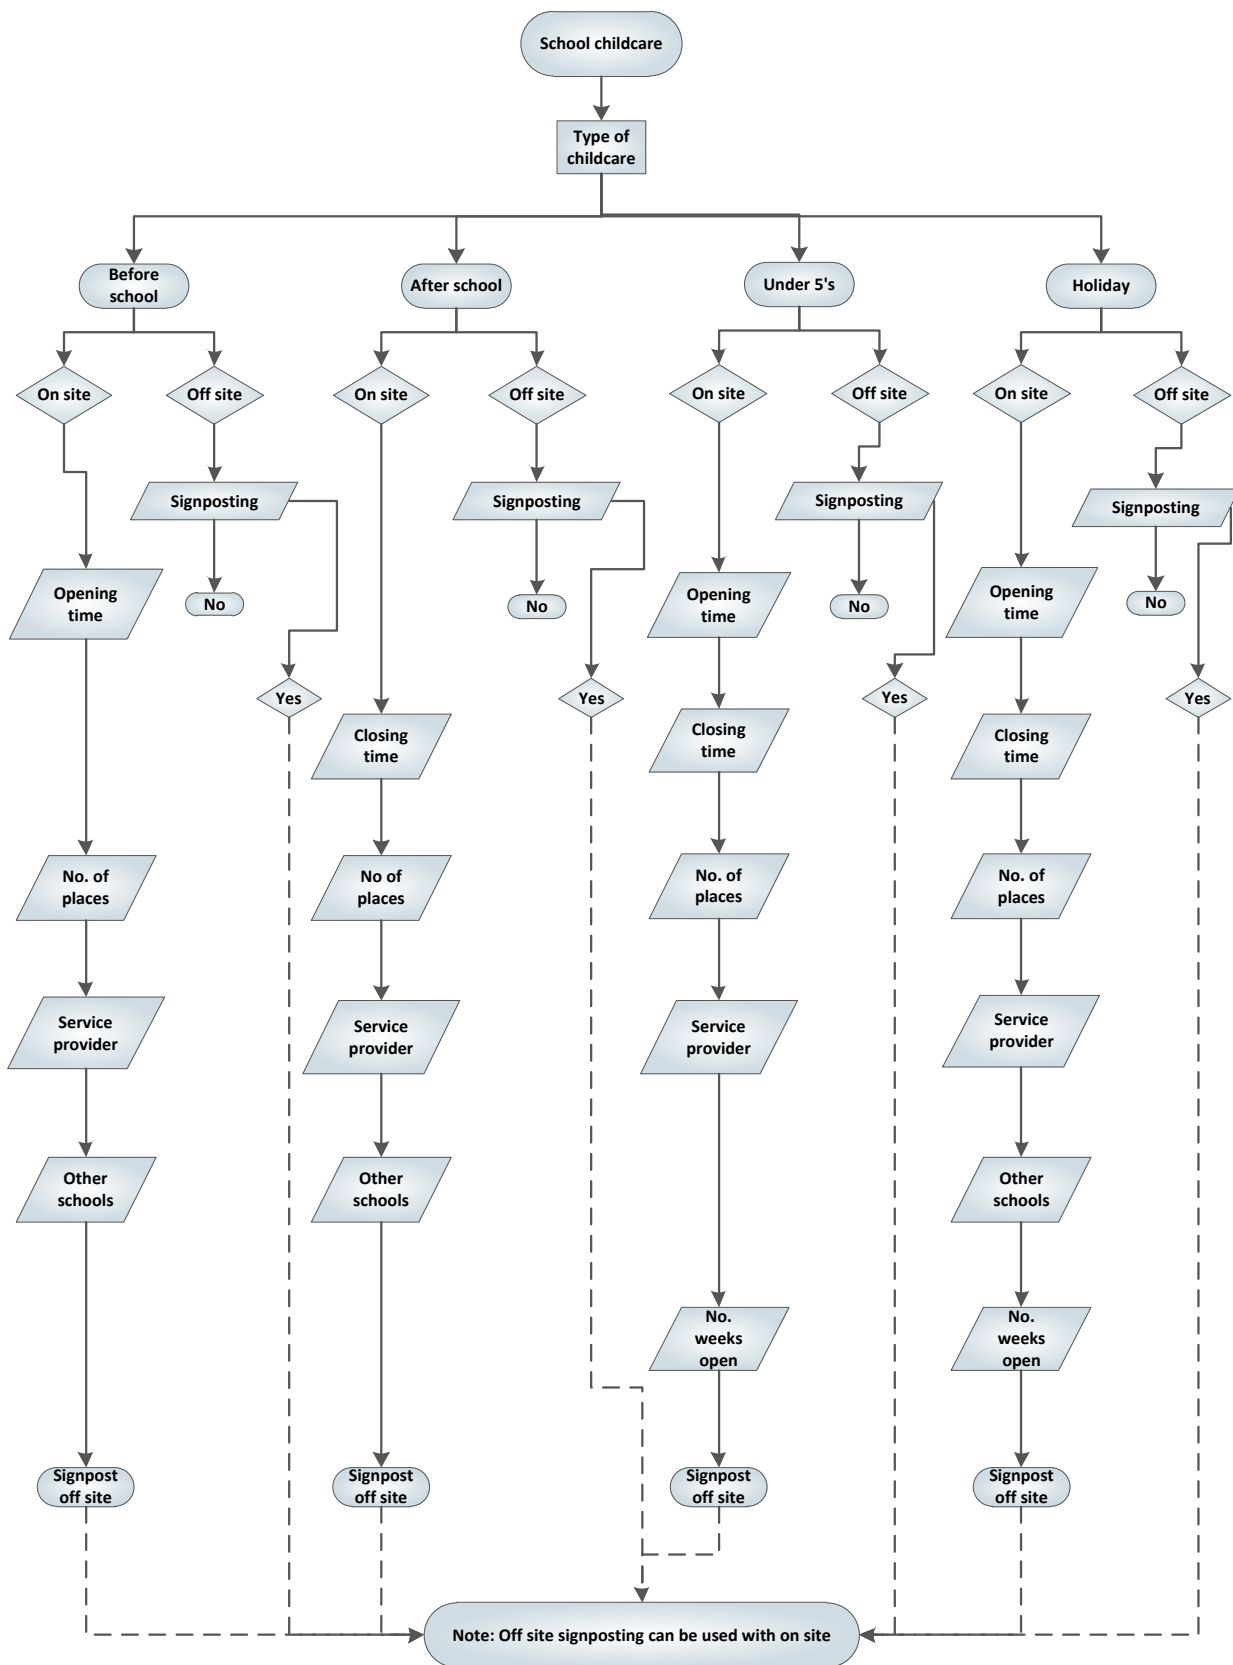 School childcare
Type of
childcare
Before
school
After school
Under 5's
Holiday
On site
Off site
On site
Off site
On site
Off site
On site
Off site
Signposting
Signposting
Signposting
Signposting
Opening
time
No
No
Opening
time
No
Opening
time
No
Yes
Yes
Yes
Yes
Closing
time
Closing
time
Closing
time
No. of
places
No of
places
No. of
places
No. of
places
Service
provider
Service
provider
Service
provider
Service
provider
Other
schools
Other
schools
Other
schools
No.
weeks
open
No.
weeks
open
Signpost
off site
Signpost
off site
Signpost
off site
Signpost
off site
Note: Off site signposting can be used with on site